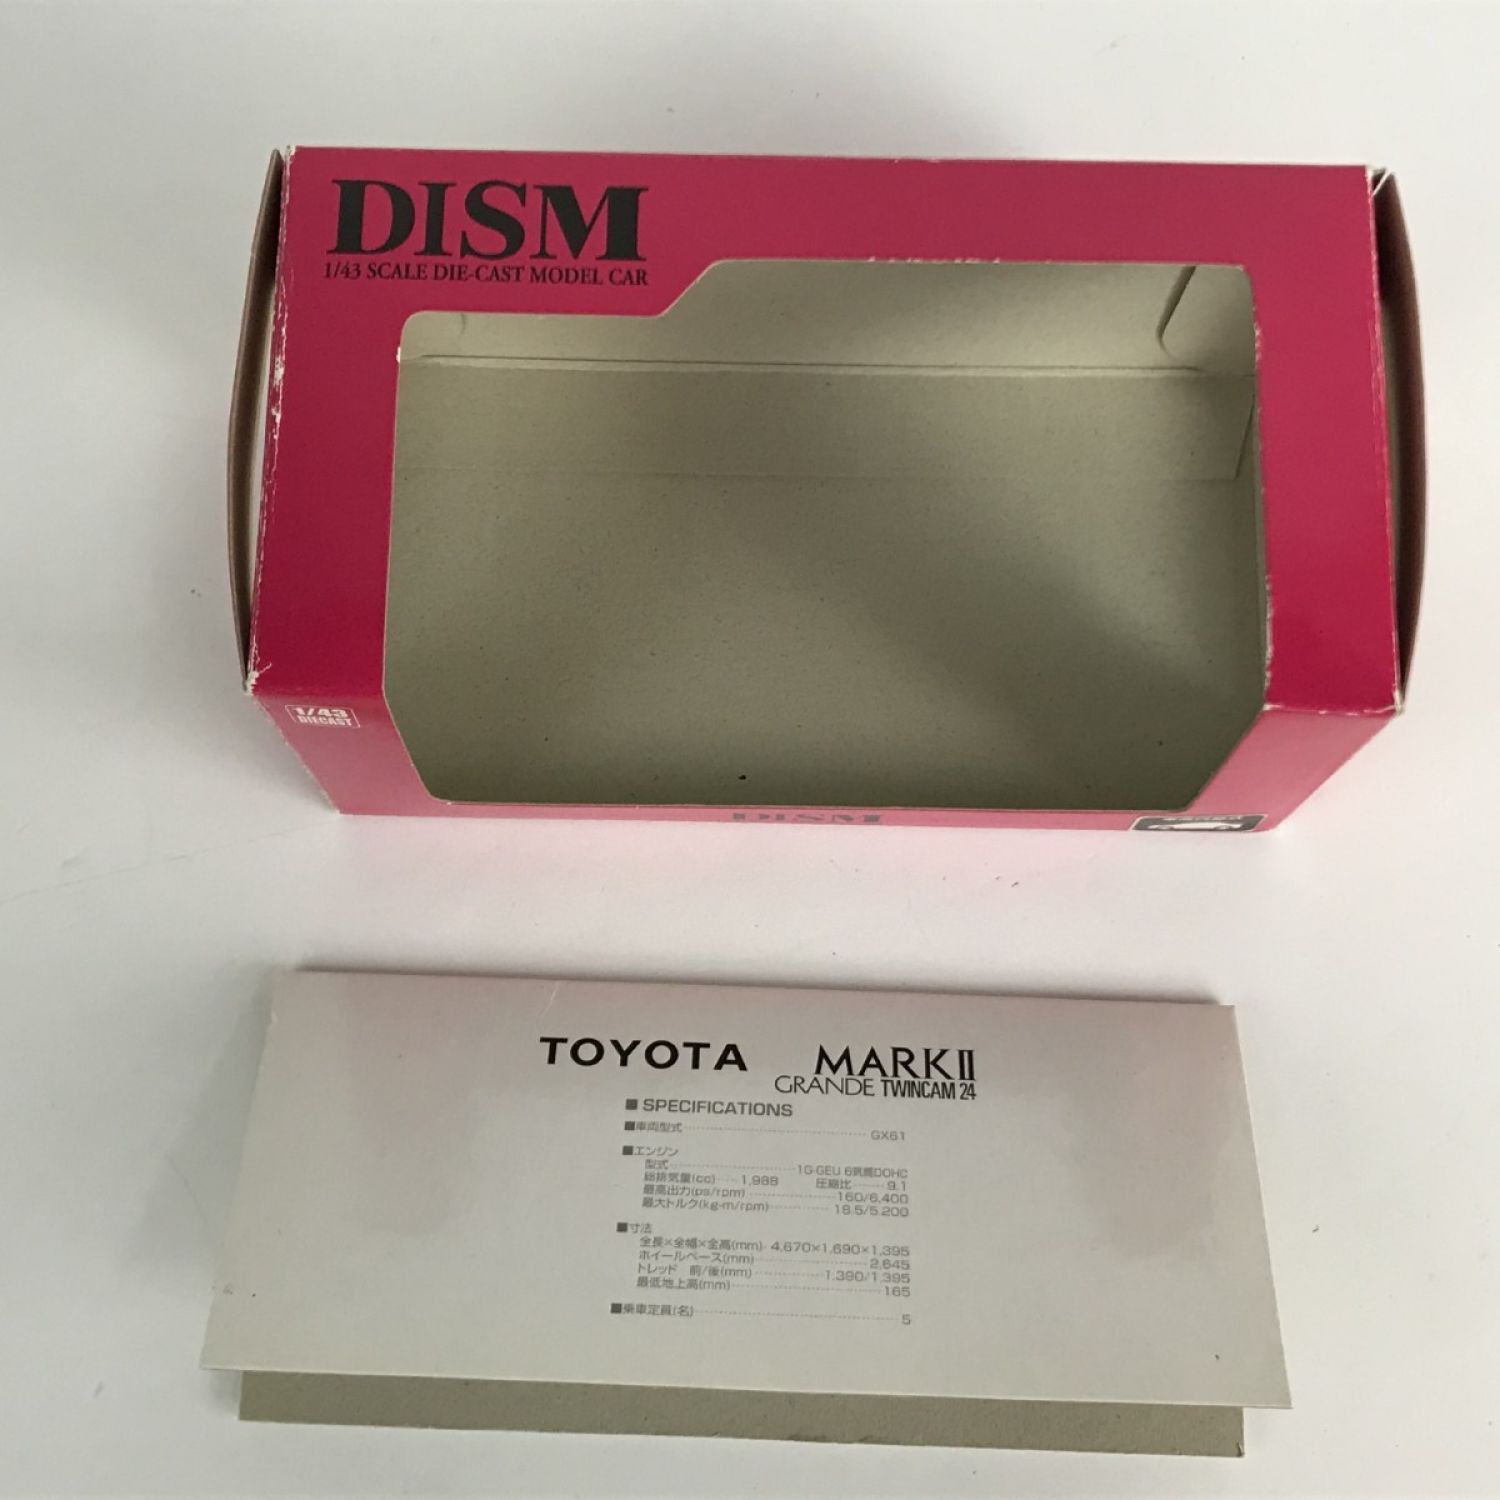 DISM
1/43 SCALE DIE-CAST MODEL CAR
1/43
DIECAST
DISM
TOYOTA MARKⅡ
GRANDE TWINCAM 24
■ SPECIFICATIONS
■車両型式 GX61
■エンジン
型式 1G-GEU 6気筒DOHC
総排気量(cc) 1,988 圧縮比 9.1
最高出力(ps/rpm) 160/6,400
最大トルク(kg-m/rpm) 18.5/5.200
■寸法
全長×全幅×全高(mm) 4,670×1,690×1,395
ホイールベース(mm) 2,645
トレッド 前/後(mm) 1,390/1,395
最低地上高(mm) 165
■乗車定員(名) 5